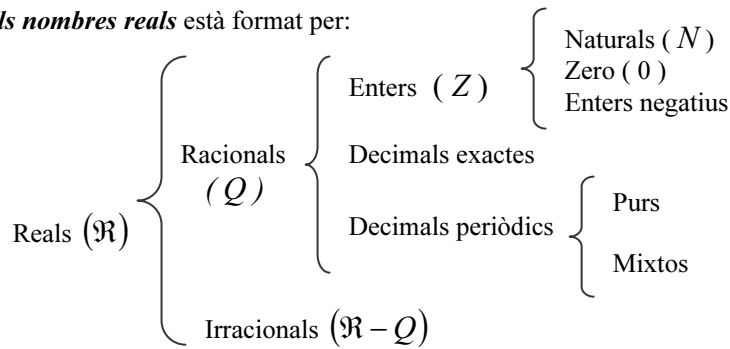 ls nombres reals està format per:
Naturals ( N )
Zero ( 0 )
Enters negatius
Enters ( Z )
Racionals
( Q )
Decimals exactes
Decimals periòdics
Purs
Mixtos
Reals (ℜ)
Irracionals (ℜ − Q)